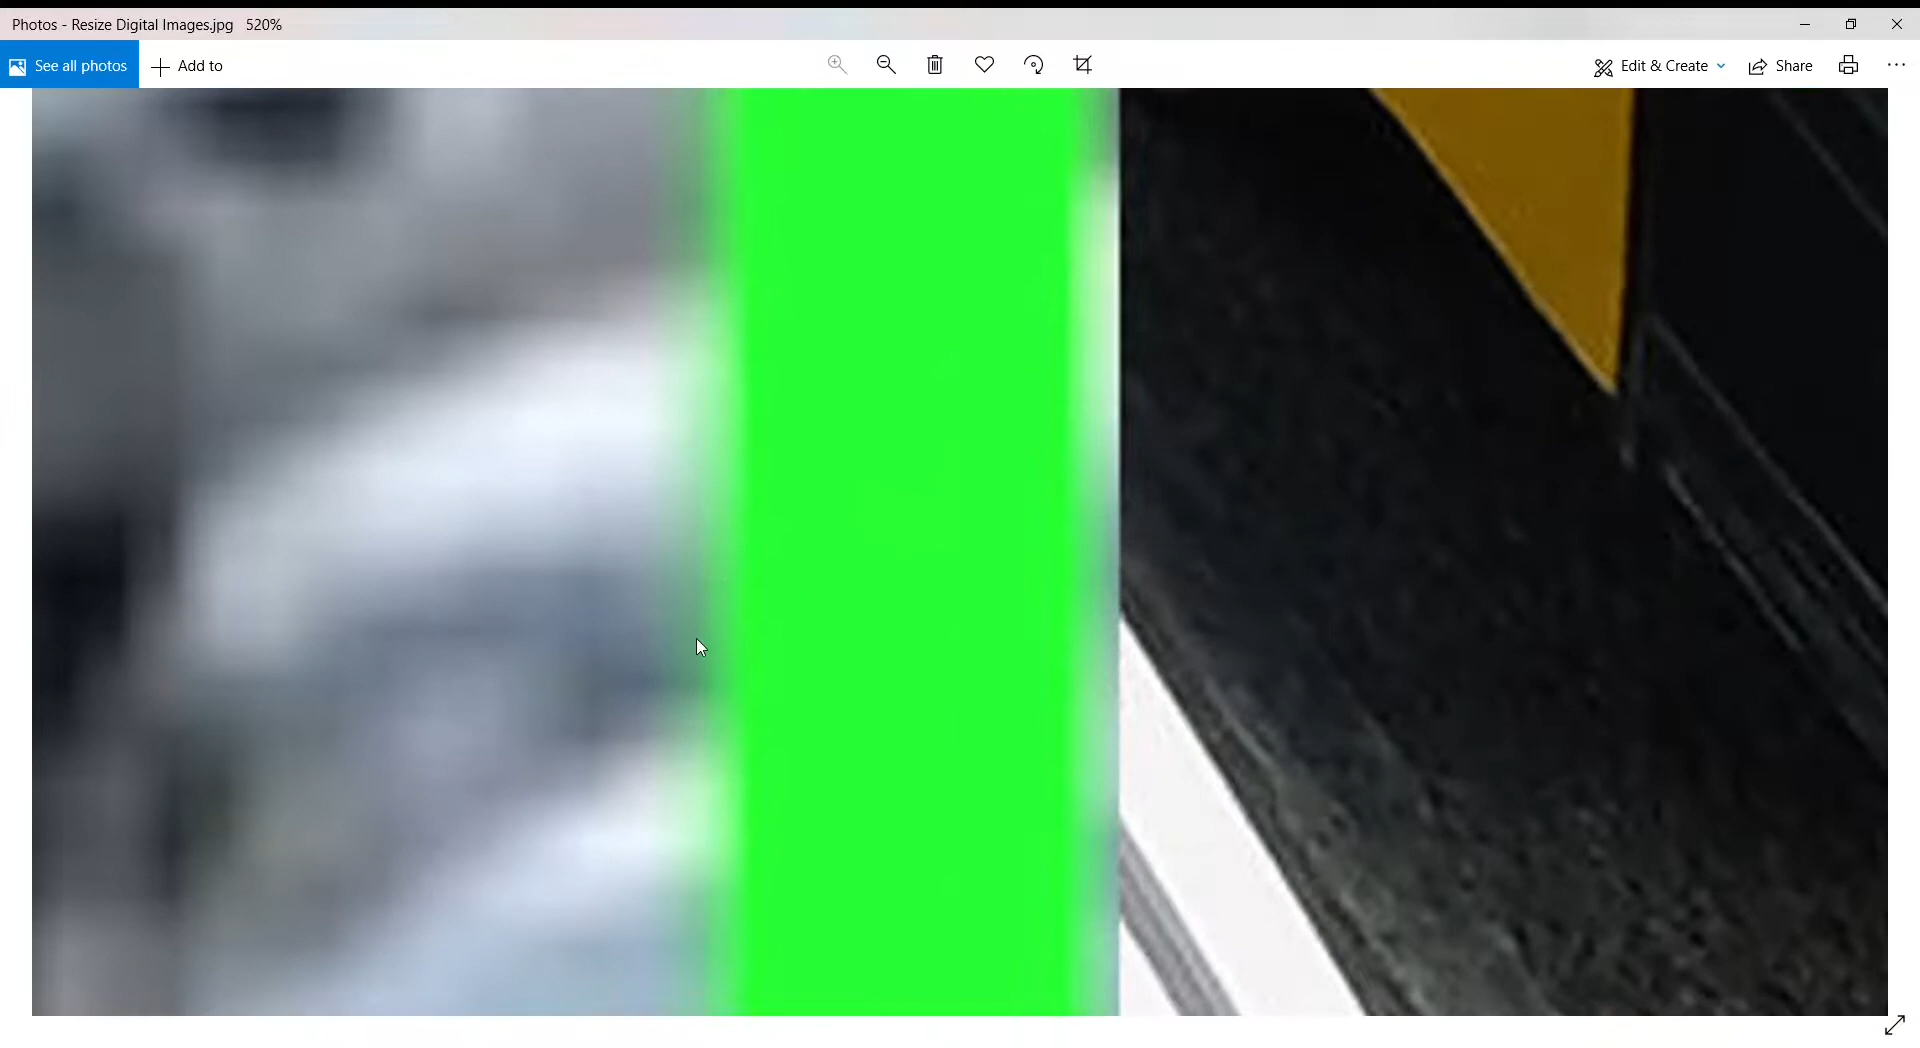 Photos - Resize Digital Images.jpg 520%
See all photos
Add to
Edit & Create
Share